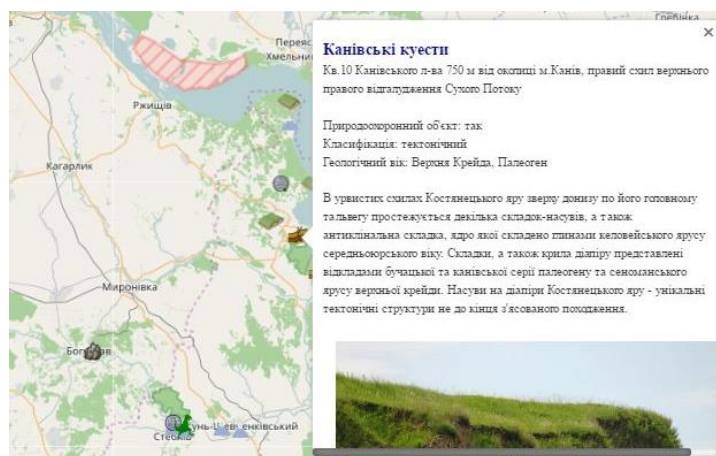 Гребінка
Переяс
Хмельни
Ржищів
Кагарлик
Миронівка
×
Канівські куести
Кв.10 Канівського л-ва 750 м від околиці м.Канів, правий схил верхнього
правого відгалудження Сухого Потоку
Природоохоронний об'єкт: так
Класифікація: тектонічний
Геологічний вік: Верхня Крейда, Палеоген
В урвистих схилах Костянецького яру зверху донизу по його головному
тальвегу простежується декілька складок-насувів, а також
антиклінальна складка, ядро якої складено глинами келовейського ярусу
середньоюрського віку. Складки, а також крила діапіру представлені
відкладами бучацької та канівської серії палеогену та сеноманського
ярусу верхньої крейди. Насуви на діапіри Костянецького яру - унікальні
тектонічні структури не до кінця з'ясованого походження.